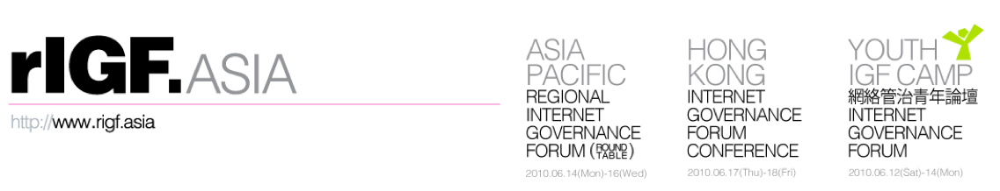 rIGF.ASIA
http://www.rigf.asia
ASIA
PACIFIC
REGIONAL
INTERNET
GOVERNANCE
FORUM (ROUND TABLE)
2010.06.14(Mon)-16(Wed)
HONG
KONG
INTERNET
GOVERNANCE
FORUM
CONFERENCE
2010.06.17(Thu)-18(Fri)
YOUTH
IGF CAMP
網絡管治青年論壇
INTERNET
GOVERNANCE
FORUM
2010.06.12(Sat)-14(Mon)